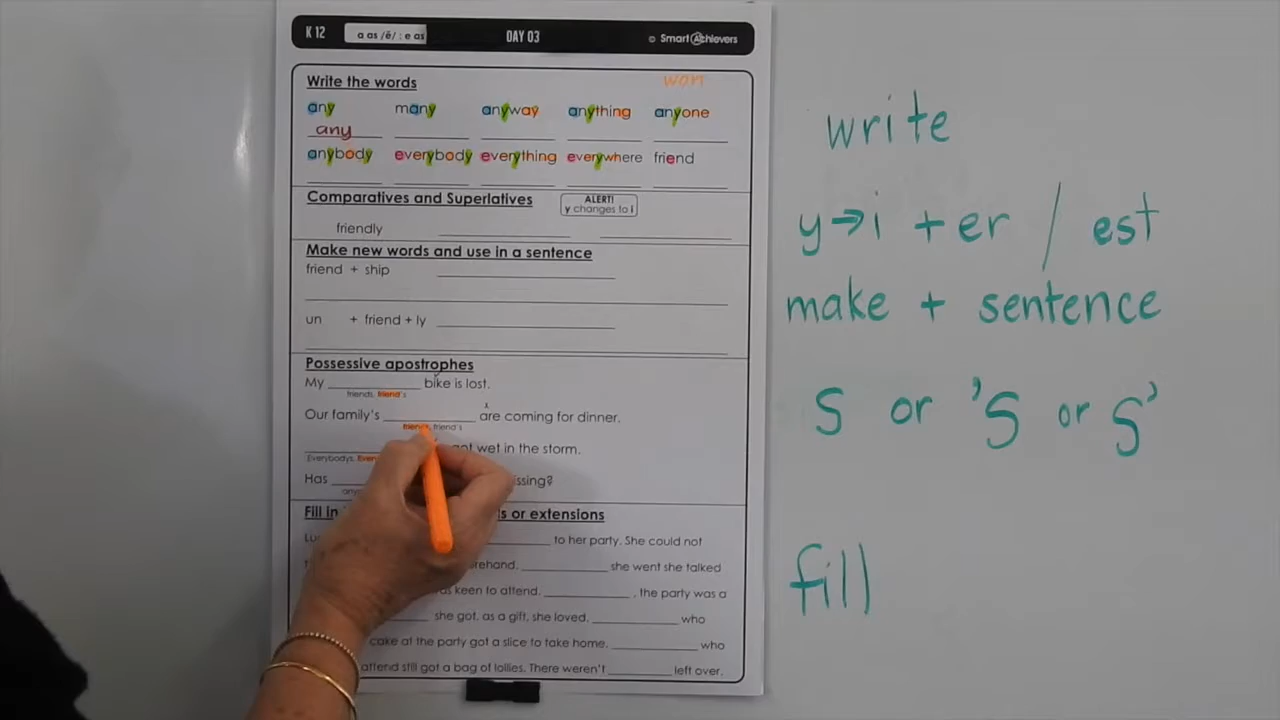 K 12 a as /ĕ/ : e as DAY 03 © SmartAchievers
Write the words
any many anyway anything anyone
any
anybody everybody everything everywhere friend
Comparatives and Superlatives ALERT!
y changes to i
friendly
Make new words and use in a sentence
friend + ship
un + friend + ly
Possessive apostrophes
My bike is lost.
friends, friend's
Our family's are coming for dinner.
friends, friend's
got wet in the storm.
Everybodys,
Has issing?
Fill in s or extensions
to her party. She could not
she went she talked
keen to attend. , the party was a
she got, as a gift, she loved. who
cake at the party got a slice to take home. who
attend still got a bag of lollies. There weren't left over.
write
y → i + er / est
make + sentence
s or 's or s'
fill